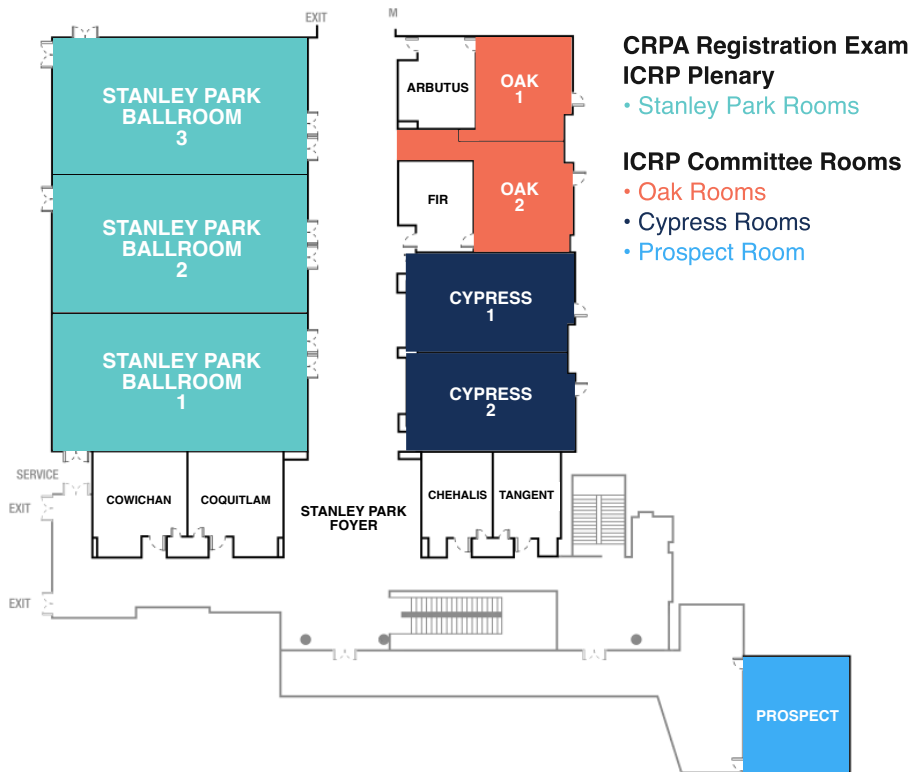 EXIT
M
STANLEY PARK
BALLROOM
3
ARBUTUS
OAK
1
CRPA Registration Exam
ICRP Plenary
• Stanley Park Rooms
ICRP Committee Rooms
• Oak Rooms
• Cypress Rooms
• Prospect Room
STANLEY PARK
BALLROOM
2
FIR
OAK
2
CYPRESS
1
STANLEY PARK
BALLROOM
1
CYPRESS
2
SERVICE
EXIT
COWICHAN
COQUITLAM
STANLEY PARK
FOYER
CHEHALIS
TANGENT
EXIT
PROSPECT